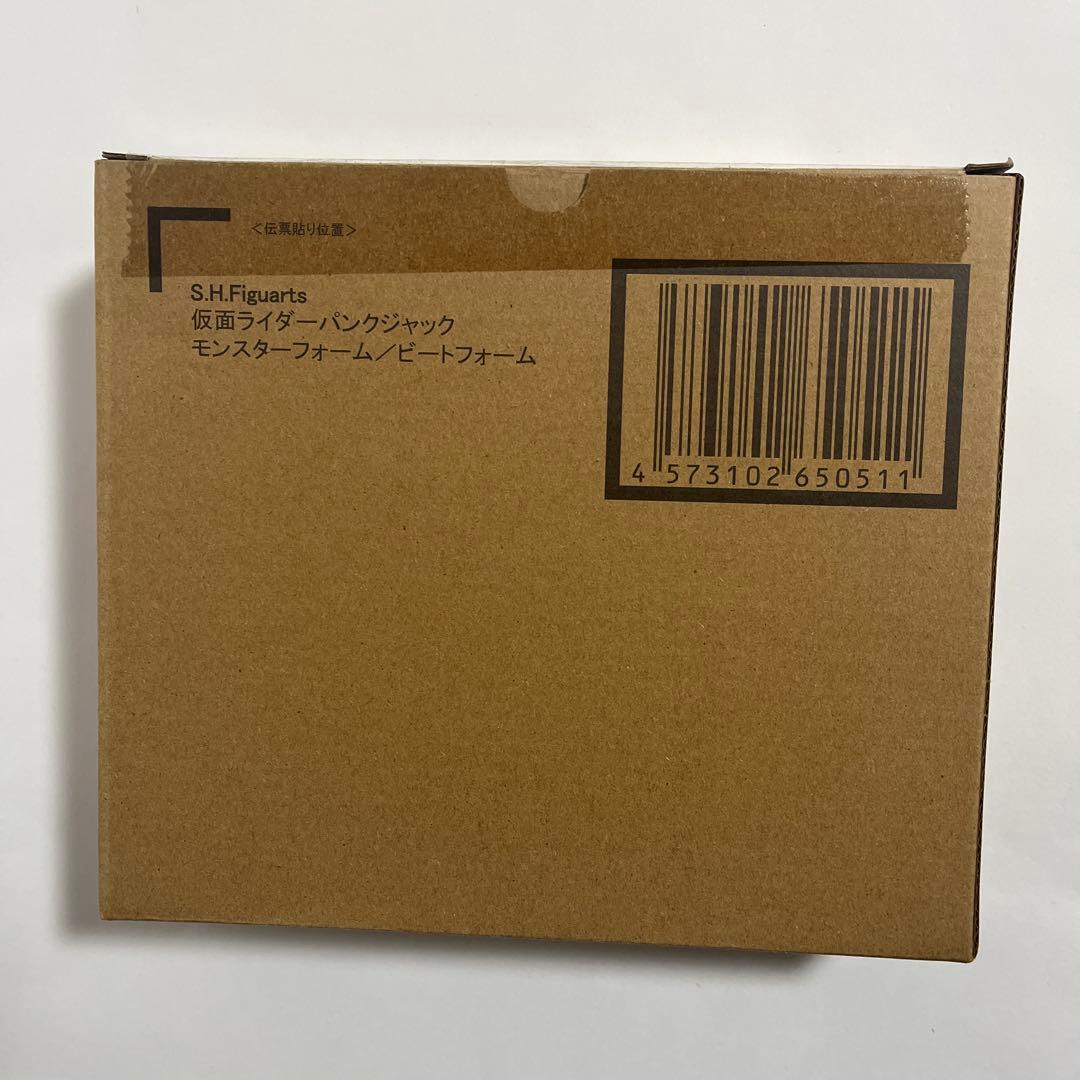 ＜伝票貼り位置＞
S.H.Figuarts
仮面ライダーパンクジャック
モンスターフォーム／ビートフォーム
4 573102 650511